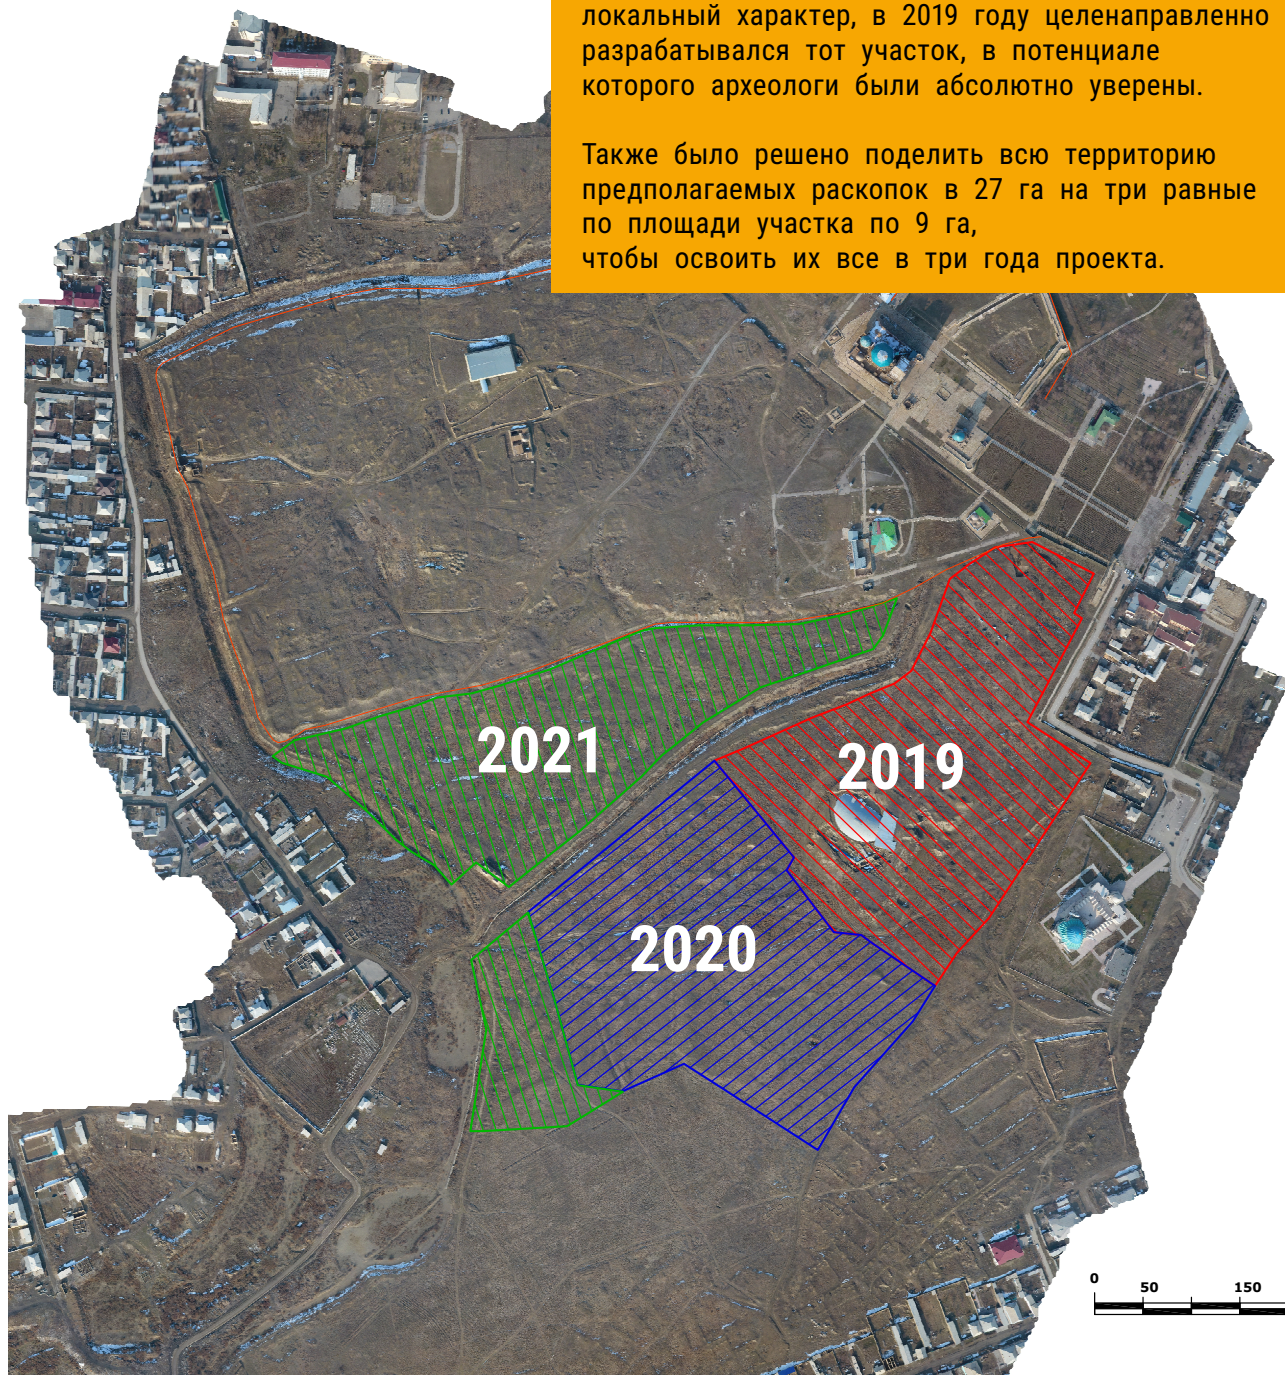 локальный характер, в 2019 году целенаправленно
разрабатывался тот участок, в потенциале
которого археологи были абсолютно уверены.
Также было решено поделить всю территорию
предполагаемых раскопок в 27 га на три равные
по площади участка по 9 га,
чтобы освоить их все в три года проекта.
2021
2019
2020
0 50 150